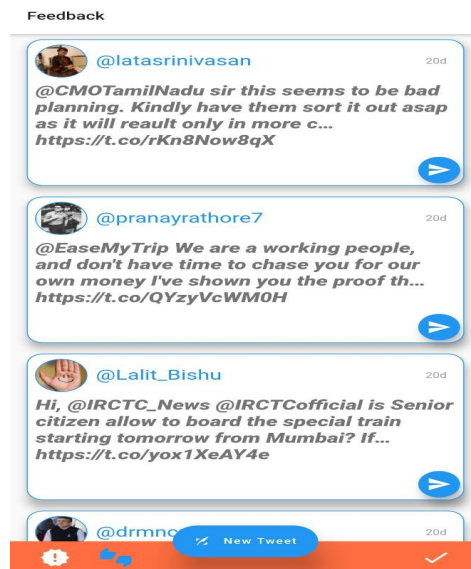 Feedback
@latasrinivasan 20d
@CMOTamilNadu sir this seems to be bad
planning. Kindly have them sort it out asap
as it will reault only in more c...
https://t.co/rKn8Now8qX
@pranayrathore7 20d
@EaseMyTrip We are a working people,
and don't have time to chase you for our
own money I've shown you the proof th...
https://t.co/QYzyVcWM0H
@Lalit_Bishu 20d
Hi, @IRCTC_News @IRCTCofficial is Senior
citizen allow to board the special train
starting tomorrow from Mumbai? If...
https://t.co/yox1XeAY4e
@drmnc 20d
New Tweet